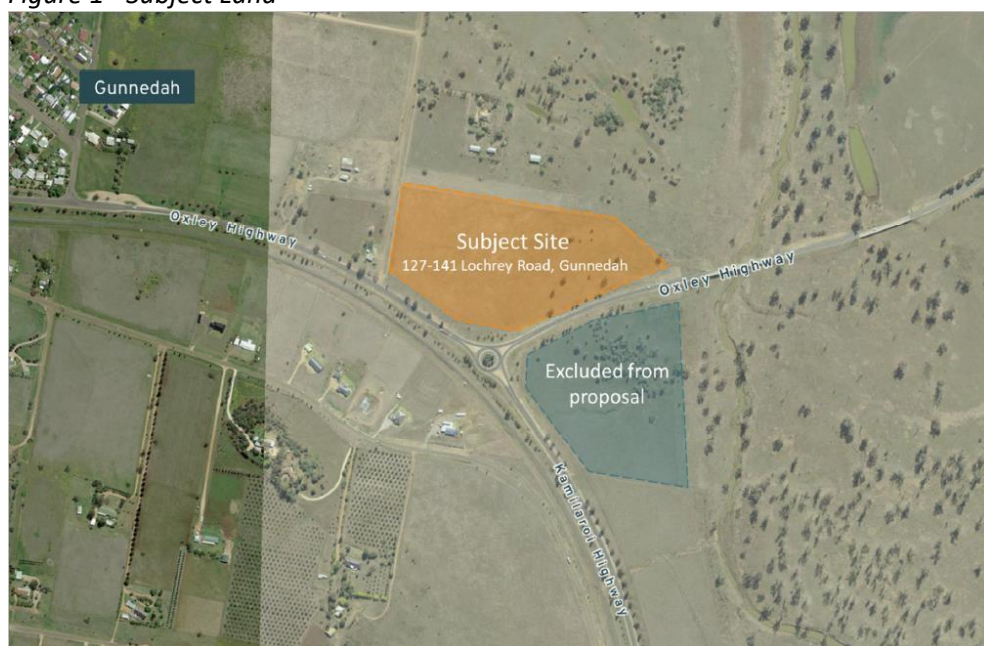 Figure 1 - Subject Land
Gunnedah
Oxley Highway
Subject Site
127-141 Lochrey Road, Gunnedah
Oxley Highway
Excluded from
proposal
Kamilaroi Highway